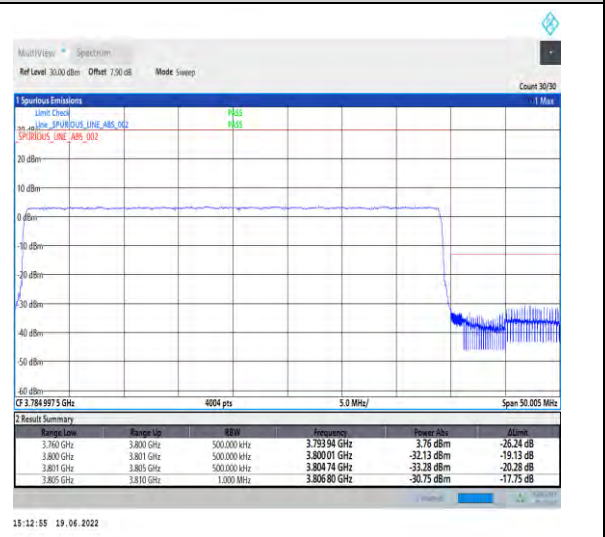 MultiView Spectrum
Ref Level 30.00 dBm Offset 7.90 dB Mode Sweep
Count 30/30
1 Spurious Emissions 1 Max
Limit Check PASS
Line _SPURIOUS_LINE_ABS_002 PASS
_SPURIOUS_LINE_ABS_002
20 dBm
10 dBm
0 dBm
-10 dBm
-20 dBm
-30 dBm
-40 dBm
-50 dBm
-60 dBm
CF 3.784 997 5 GHz 4004 pts 5.0 MHz/ Span 50.005 MHz
2 Result Summary
Range Low Range Up RBW Frequency Power Abs ΔLimit
3.760 GHz 3.800 GHz 500.000 kHz 3.793 94 GHz 3.76 dBm -26.24 dB
3.800 GHz 3.801 GHz 500.000 kHz 3.80001 GHz -32.13 dBm -19.13 dB
3.801 GHz 3.805 GHz 500.000 kHz 3.804 74 GHz -33.28 dBm -20.28 dB
3.805 GHz 3.810 GHz 1.000 MHz 3.806 80 GHz -30.75 dBm -17.75 dB
15:12:55 19.06.2022